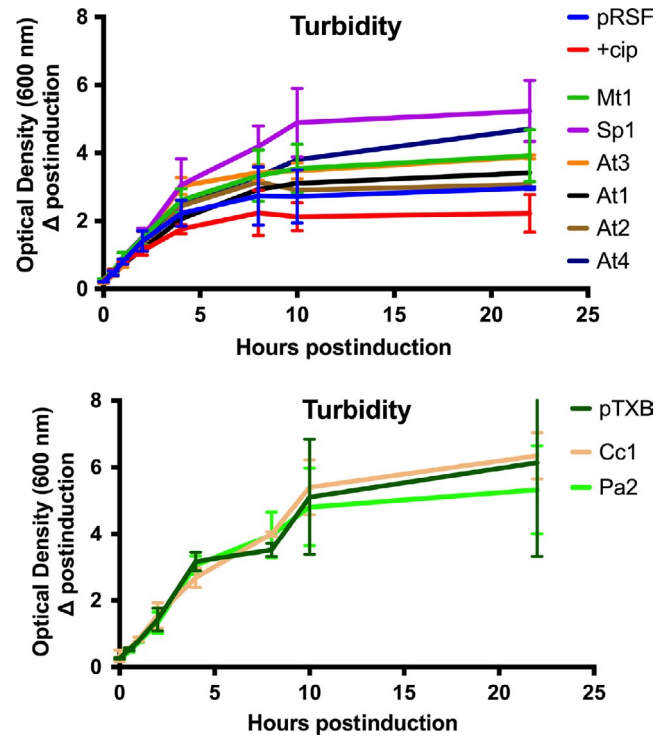 Turbidity
Optical Density (600 nm)
Δ postinduction
8
6
4
2
0
0 5 10 15 20 25
Hours postinduction
pRSF
+cip
Mt1
Sp1
At3
At1
At2
At4
Turbidity
Optical Density (600 nm)
Δ postinduction
8
6
4
2
0
0 5 10 15 20 25
Hours postinduction
pTXB
Cc1
Pa2